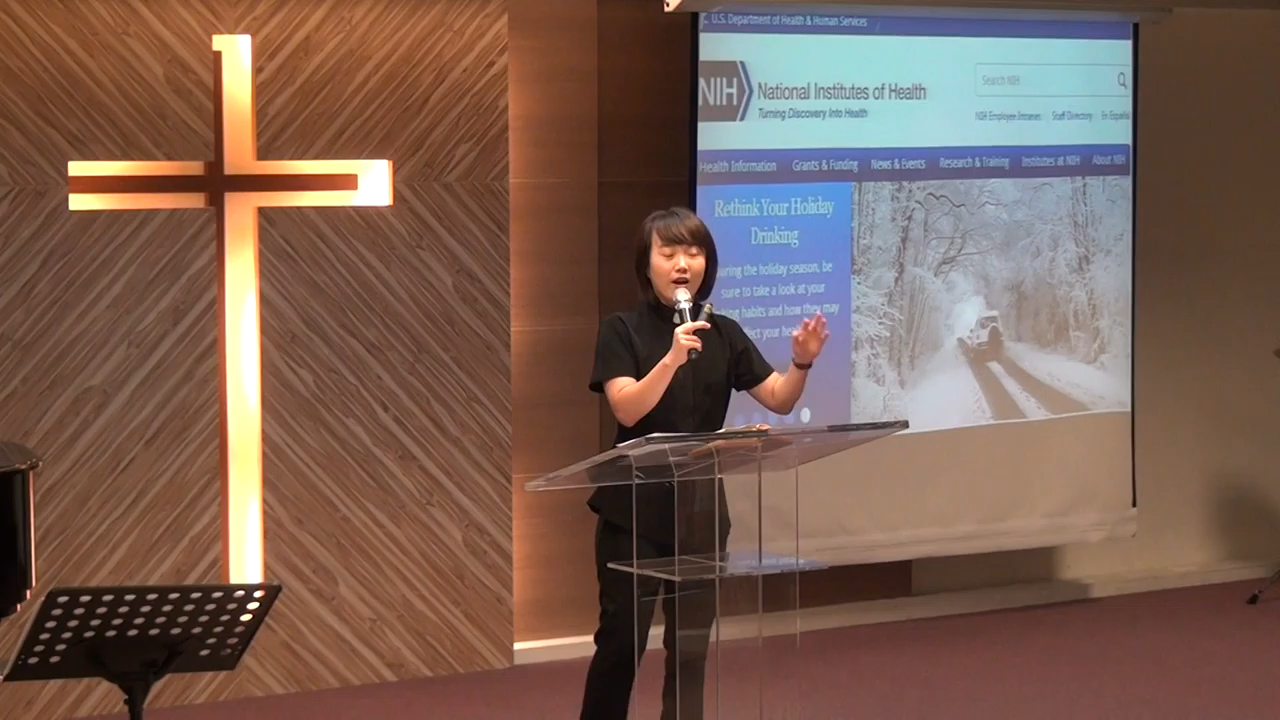 U.S. Department of Health & Human Services
NIH
National Institutes of Health
Turning Discovery Into Health
Search NIH
NIH Employee Intranet Staff Directory En Español
Health Information Grants & Funding News & Events Research & Training Institutes at NIH About NIH
Rethink Your Holiday
Drinking
the holiday season, be
sure to take a look at your
habits and how they may
your